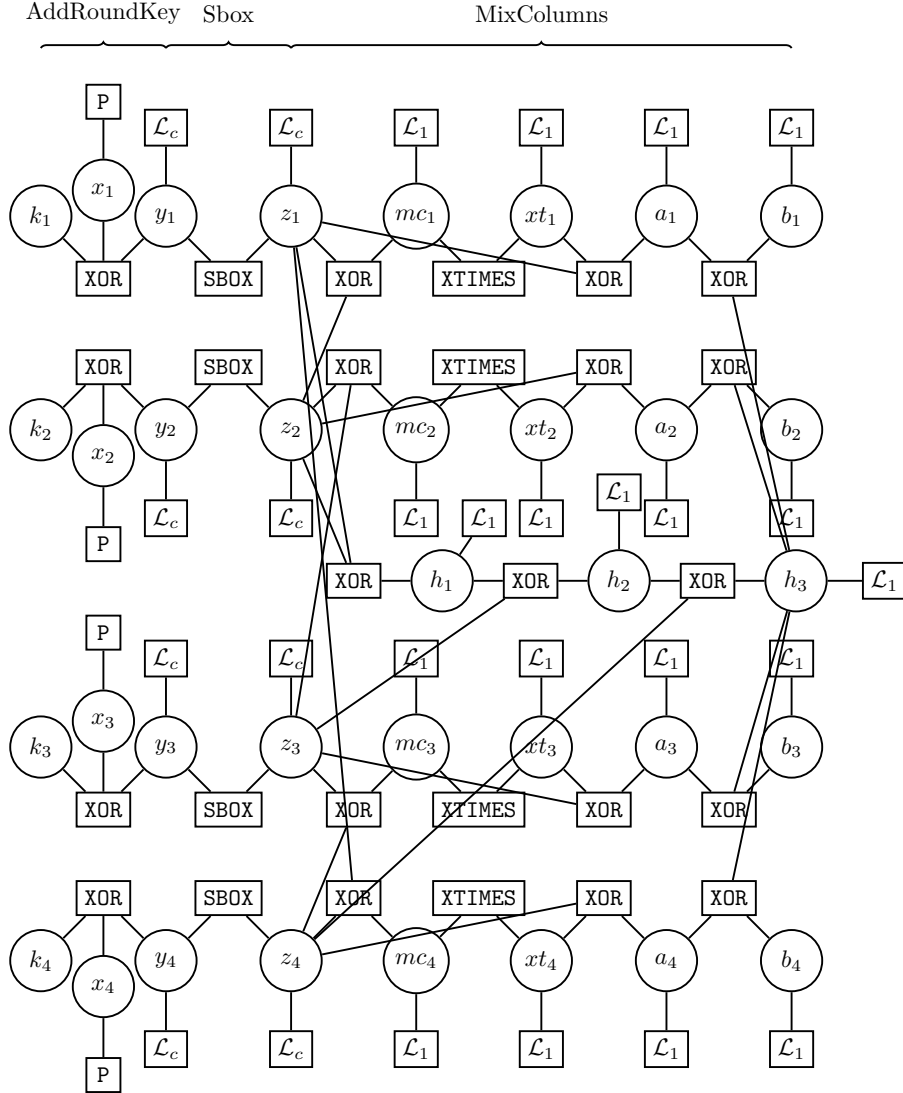 AddRoundKey Sbox MixColumns
P
ℒ_c ℒ_c ℒ_1 ℒ_1 ℒ_1 ℒ_1
k_1 x_1 y_1 z_1 mc_1 xt_1 a_1 b_1
XOR SBOX XOR XTIMES XOR XOR
XOR SBOX XOR XTIMES XOR XOR
k_2 x_2 y_2 z_2 mc_2 xt_2 a_2 b_2
ℒ_1
P ℒ_c ℒ_c ℒ_1 ℒ_1 ℒ_1 ℒ_1 ℒ_1
XOR h_1 XOR h_2 XOR h_3 ℒ_1
P
ℒ_c ℒ_c ℒ_1 ℒ_1 ℒ_1 ℒ_1
k_3 x_3 y_3 z_3 mc_3 xt_3 a_3 b_3
XOR SBOX XOR XTIMES XOR XOR
XOR SBOX XOR XTIMES XOR XOR
k_4 x_4 y_4 z_4 mc_4 xt_4 a_4 b_4
ℒ_c ℒ_c ℒ_1 ℒ_1 ℒ_1 ℒ_1
P